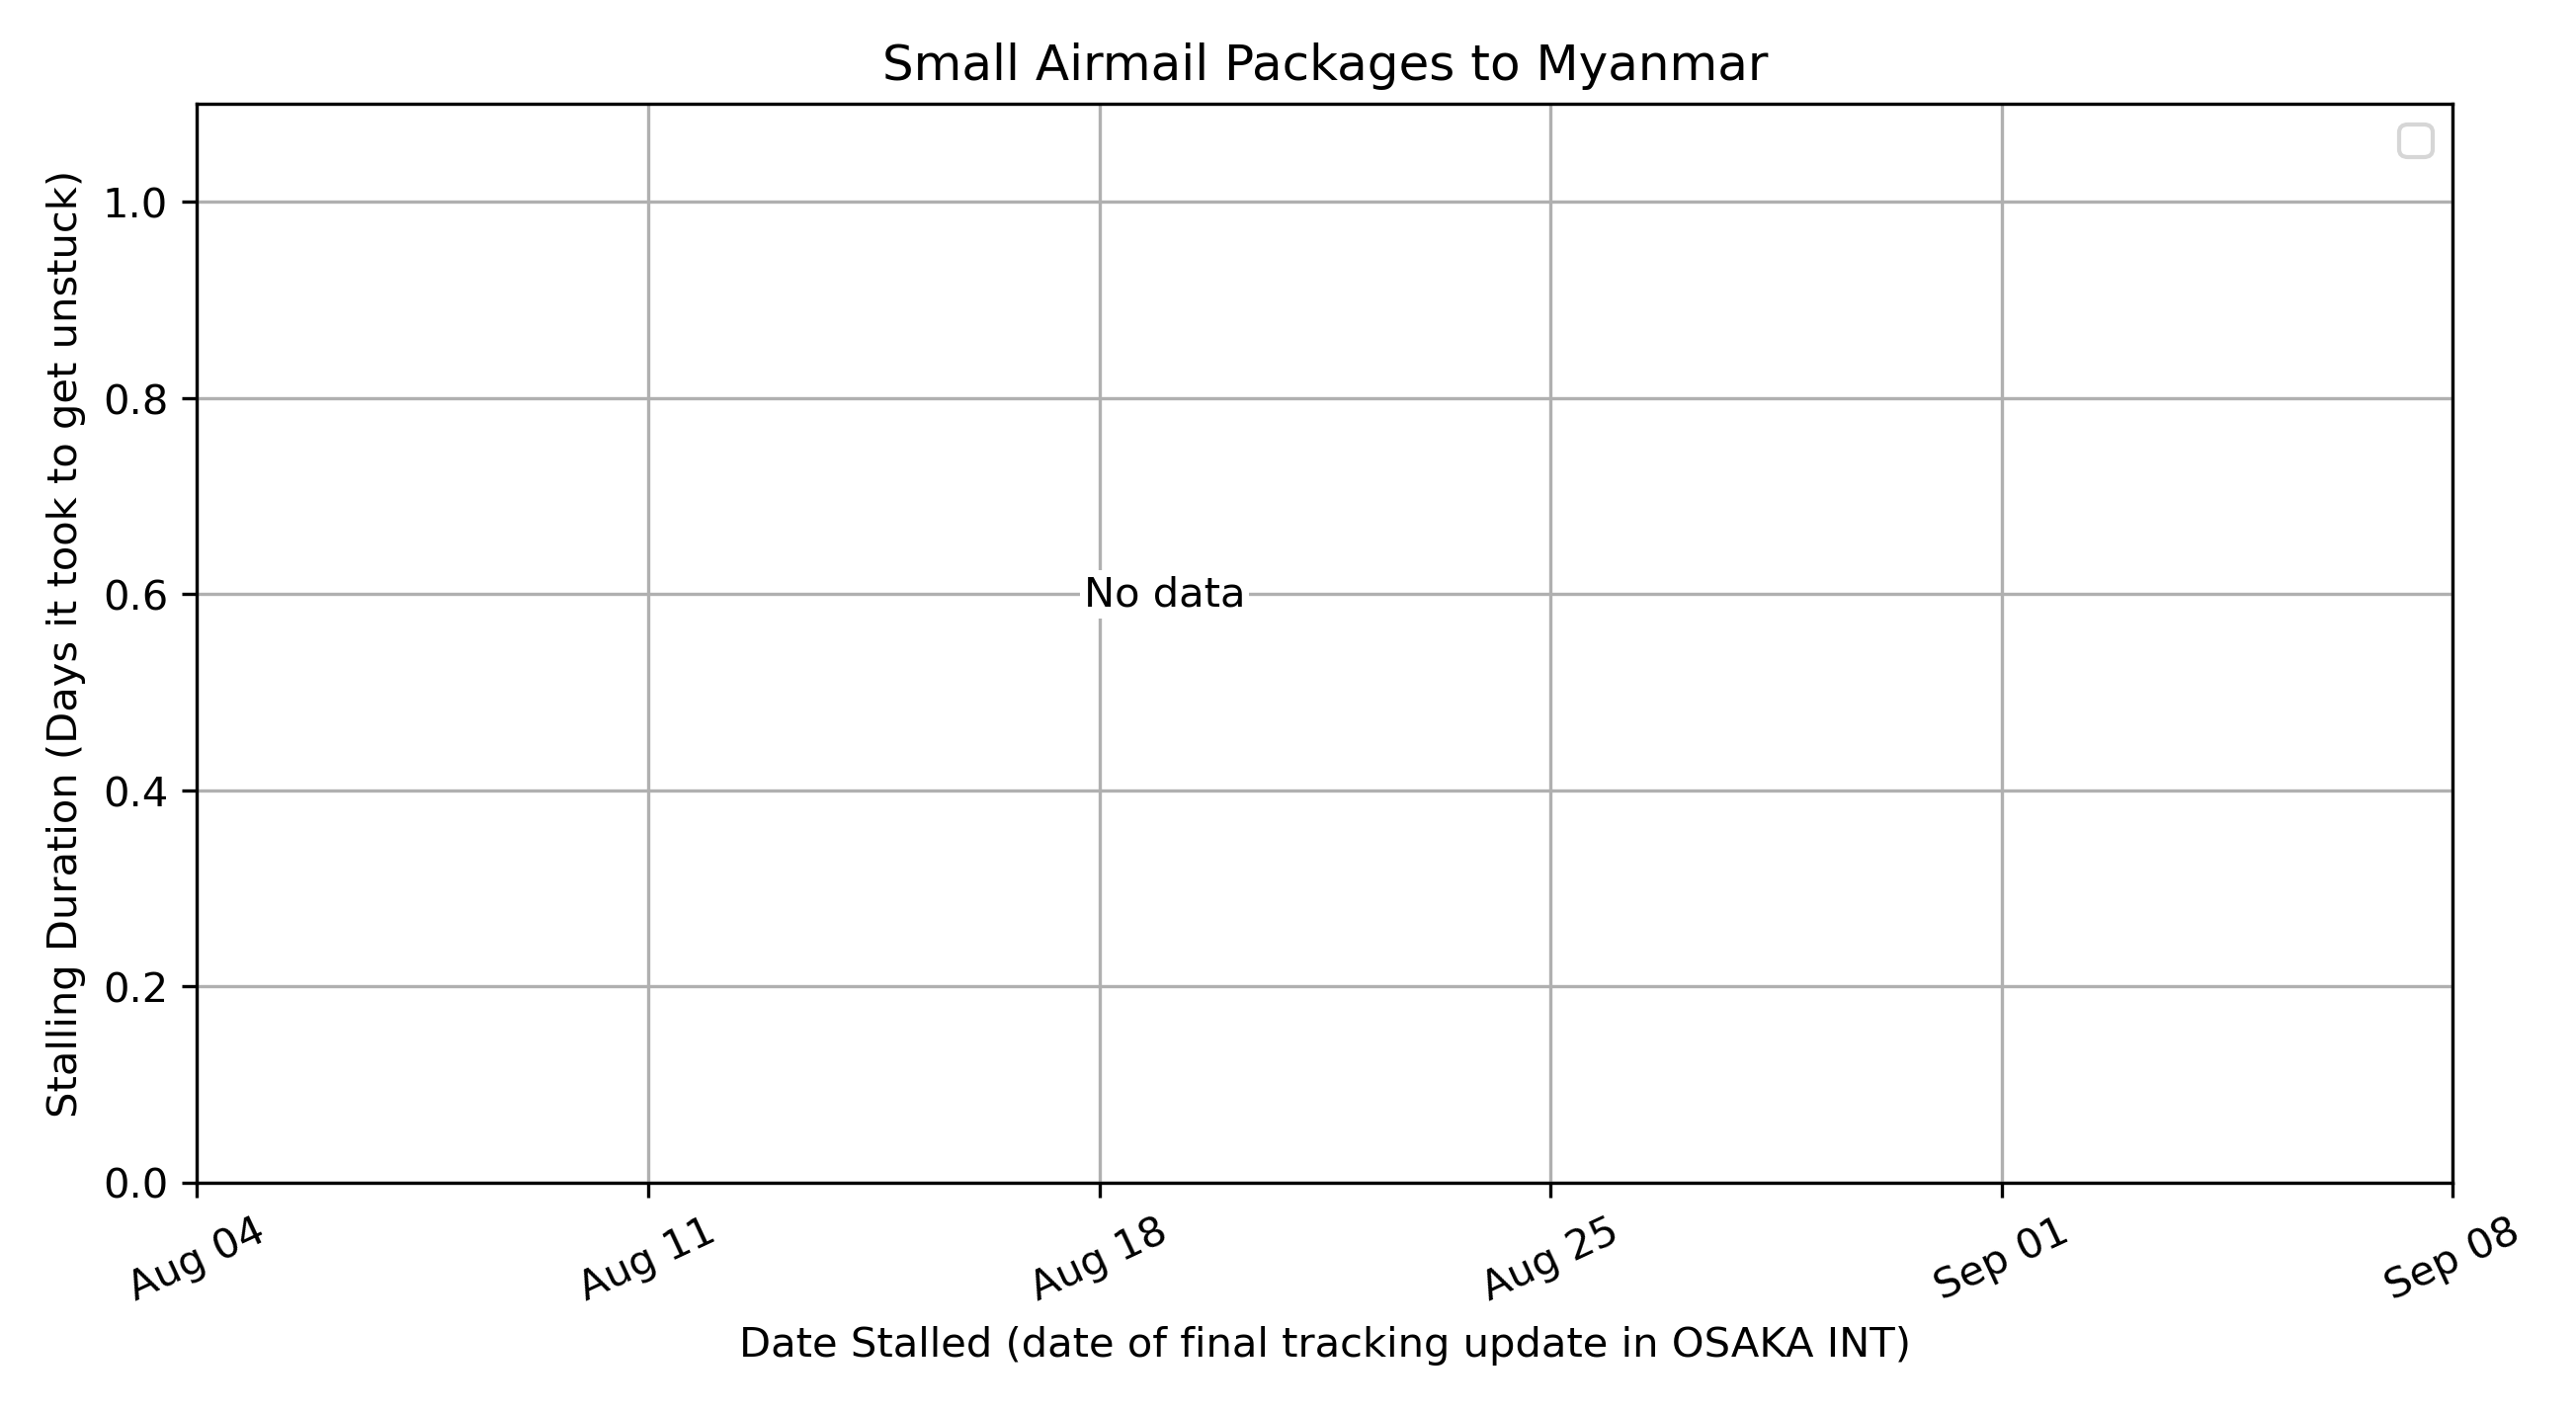 Small Airmail Packages to Myanmar
Stalling Duration (Days it took to get unstuck)
1.0
0.8
0.6
0.4
0.2
0.0
No data
Aug 04
Aug 11
Aug 18
Aug 25
Sep 01
Sep 08
Date Stalled (date of final tracking update in OSAKA INT)